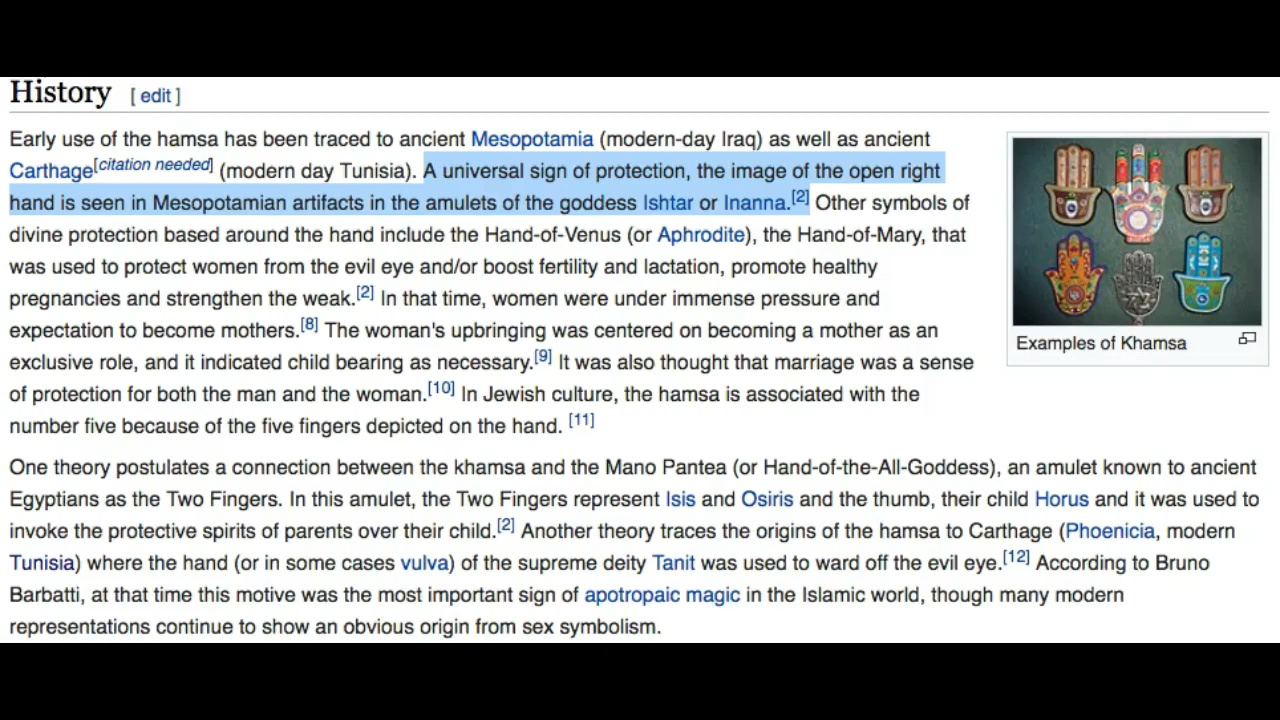 History [ edit ]
Early use of the hamsa has been traced to ancient Mesopotamia (modern-day Iraq) as well as ancient
Carthage[citation needed] (modern day Tunisia). A universal sign of protection, the image of the open right
hand is seen in Mesopotamian artifacts in the amulets of the goddess Ishtar or Inanna.[2] Other symbols of
divine protection based around the hand include the Hand-of-Venus (or Aphrodite), the Hand-of-Mary, that
was used to protect women from the evil eye and/or boost fertility and lactation, promote healthy
pregnancies and strengthen the weak.[2] In that time, women were under immense pressure and
expectation to become mothers.[8] The woman's upbringing was centered on becoming a mother as an
exclusive role, and it indicated child bearing as necessary.[9] It was also thought that marriage was a sense
of protection for both the man and the woman.[10] In Jewish culture, the hamsa is associated with the
number five because of the five fingers depicted on the hand. [11]
Examples of Khamsa
One theory postulates a connection between the khamsa and the Mano Pantea (or Hand-of-the-All-Goddess), an amulet known to ancient
Egyptians as the Two Fingers. In this amulet, the Two Fingers represent Isis and Osiris and the thumb, their child Horus and it was used to
invoke the protective spirits of parents over their child.[2] Another theory traces the origins of the hamsa to Carthage (Phoenicia, modern
Tunisia) where the hand (or in some cases vulva) of the supreme deity Tanit was used to ward off the evil eye.[12] According to Bruno
Barbatti, at that time this motive was the most important sign of apotropaic magic in the Islamic world, though many modern
representations continue to show an obvious origin from sex symbolism.